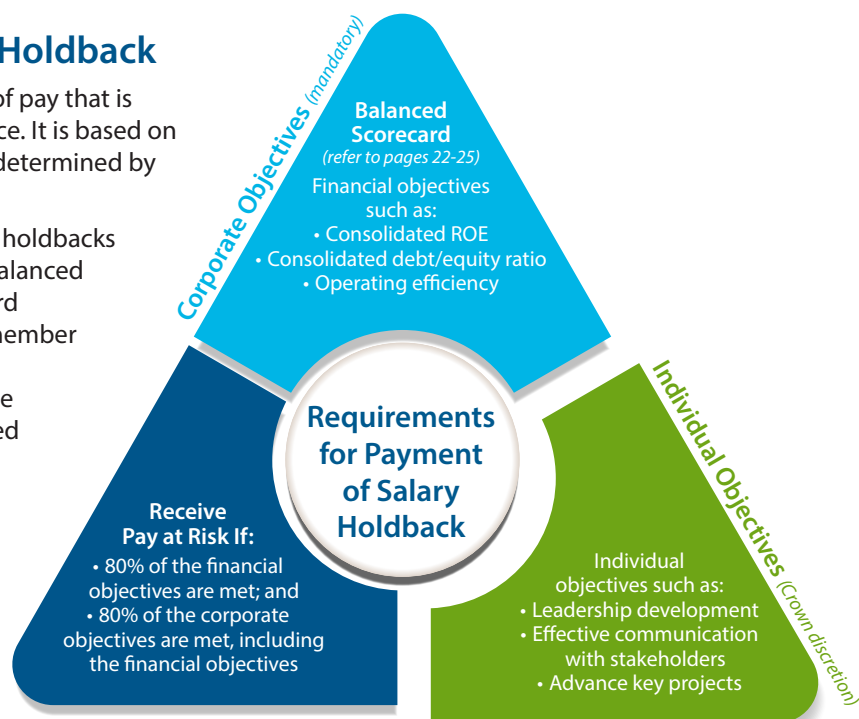 Holdback
of pay that is
ce. It is based on
determined by
holdbacks
alanced
rd
member
e
ed
Corporate Objectives (mandatory)
Balanced
Scorecard
(refer to pages 22-25)
Financial objectives
such as:
• Consolidated ROE
• Consolidated debt/equity ratio
• Operating efficiency
Requirements
for Payment
of Salary
Holdback
Receive
Pay at Risk If:
• 80% of the financial
objectives are met; and
• 80% of the corporate
objectives are met, including
the financial objectives
Individual Objectives (Crown discretion)
Individual
objectives such as:
• Leadership development
• Effective communication
with stakeholders
• Advance key projects